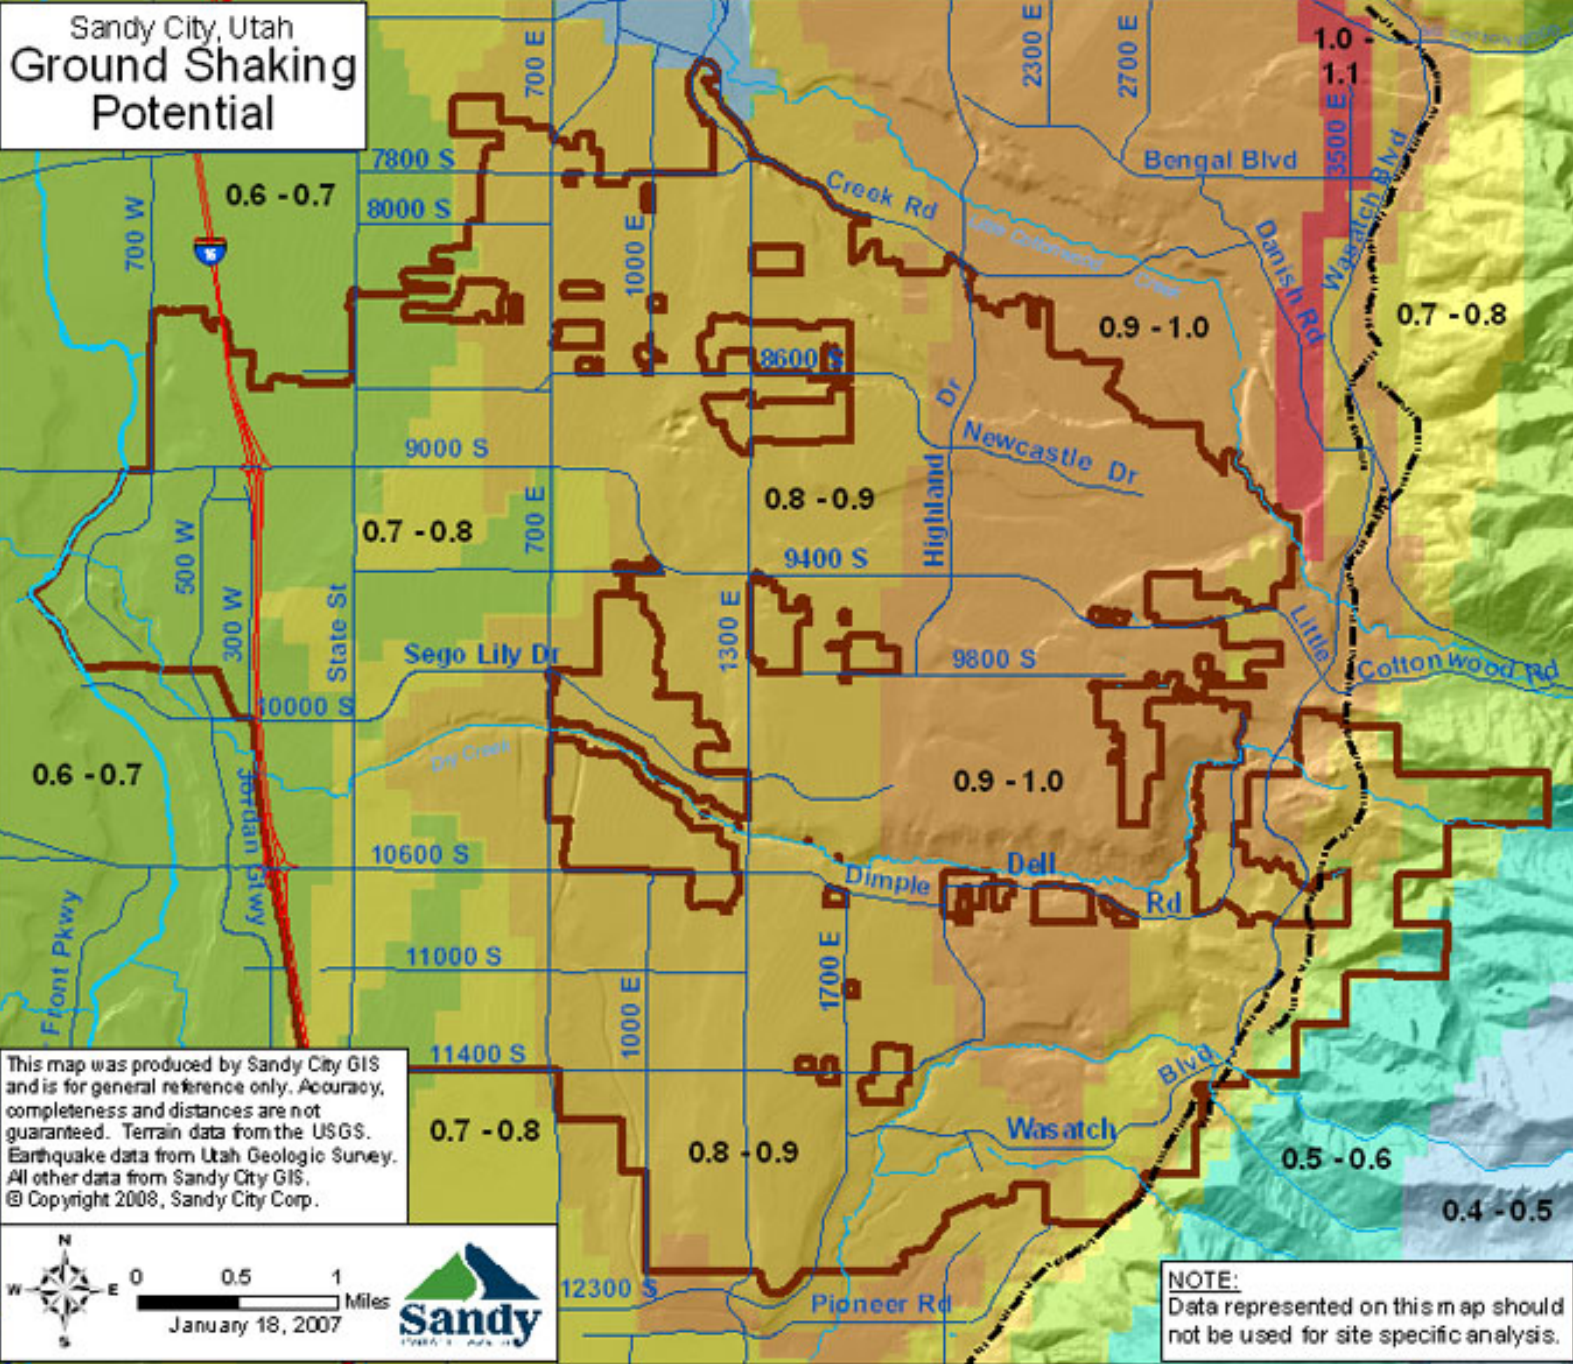 Sandy City, Utah
Ground Shaking
Potential
700 E
2300 E
2700 E
1.0 -
1.1
3500 E
7800 S
Bengal Blvd
Wasatch Blvd
0.6 - 0.7
8000 S
Creek Rd
700 W
15
1000 E
Little Cottonwood Creek
Danish Rd
0.9 - 1.0
0.7 - 0.8
8600 S
Highland Dr
9000 S
Newcastle Dr
0.8 - 0.9
0.7 - 0.8
700 E
500 W
9400 S
300 W
State St
1300 E
Sego Lily Dr
9800 S
Little
Cottonwood Rd
10000 S
Dry Creek
0.6 - 0.7
0.9 - 1.0
Jordan Gtwy
10600 S
Dimple
Dell
Rd
Front Pkwy
11000 S
1700 E
1000 E
11400 S
Wasatch
Blvd
0.7 - 0.8
0.8 - 0.9
0.5 - 0.6
0.4 - 0.5
12300 S
Pioneer Rd
This map was produced by Sandy City GIS
and is for general reference only. Accuracy,
completeness and distances are not
guaranteed. Terrain data from the USGS.
Earthquake data from Utah Geologic Survey.
All other data from Sandy City GIS.
© Copyright 2008, Sandy City Corp.
N
W E
S
0 0.5 1
Miles
January 18, 2007
Sandy
NOTE:
Data represented on this map should
not be used for site specific analysis.